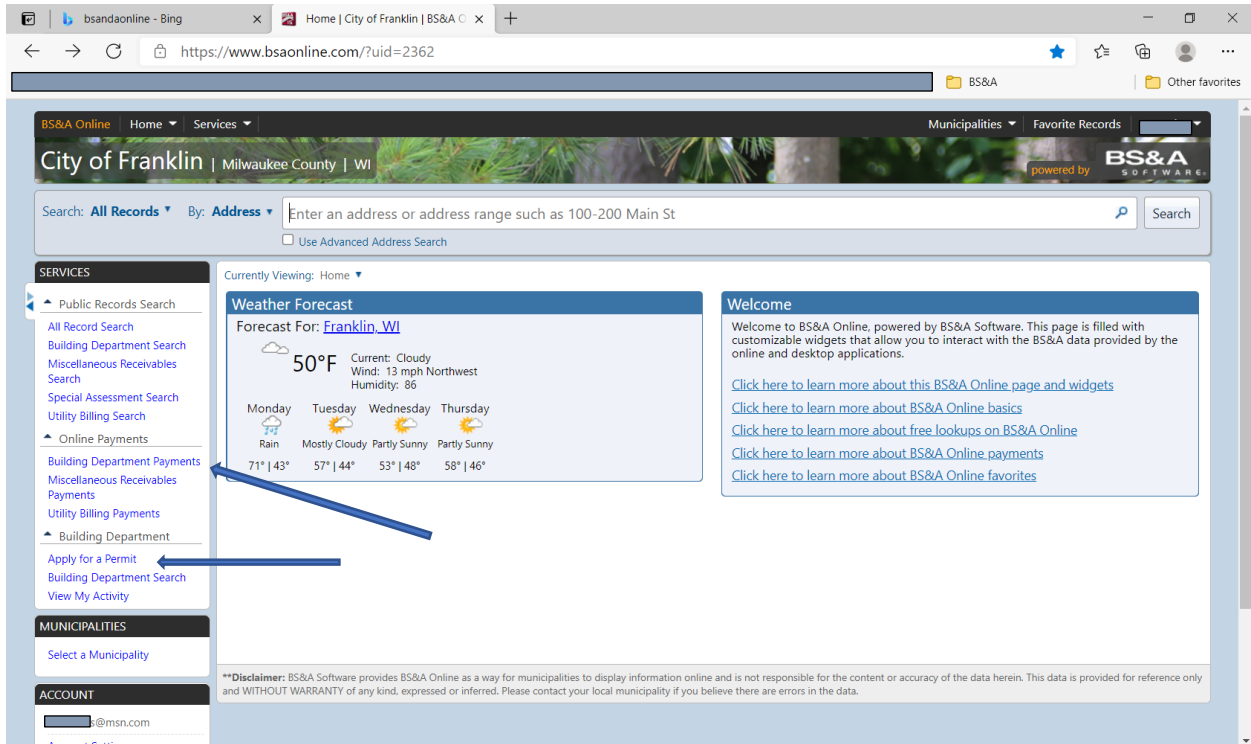 bsandaonline - Bing
Home | City of Franklin | BS&A O
https://www.bsaonline.com/?uid=2362
BS&A
Other favorites
BS&A Online Home Services Municipalities Favorite Records
City of Franklin | Milwaukee County | WI
powered by BS&A SOFTWARE
Search: All Records By: Address Enter an address or address range such as 100-200 Main St Search
Use Advanced Address Search
SERVICES
Public Records Search
All Record Search
Building Department Search
Miscellaneous Receivables
Search
Special Assessment Search
Utility Billing Search
Online Payments
Building Department Payments
Miscellaneous Receivables
Payments
Utility Billing Payments
Building Department
Apply for a Permit
Building Department Search
View My Activity
MUNICIPALITIES
Select a Municipality
ACCOUNT
s@msn.com
Currently Viewing: Home
Weather Forecast
Forecast For: Franklin, WI
50°F
Current: Cloudy
Wind: 13 mph Northwest
Humidity: 86
Monday Tuesday Wednesday Thursday
Rain Mostly Cloudy Partly Sunny Partly Sunny
71° | 43° 57° | 44° 53° | 48° 58° | 46°
Welcome
Welcome to BS&A Online, powered by BS&A Software. This page is filled with
customizable widgets that allow you to interact with the BS&A data provided by the
online and desktop applications.
Click here to learn more about this BS&A Online page and widgets
Click here to learn more about BS&A Online basics
Click here to learn more about free lookups on BS&A Online
Click here to learn more about BS&A Online payments
Click here to learn more about BS&A Online favorites
**Disclaimer: BS&A Software provides BS&A Online as a way for municipalities to display information online and is not responsible for the content or accuracy of the data herein. This data is provided for reference only
and WITHOUT WARRANTY of any kind, expressed or inferred. Please contact your local municipality if you believe there are errors in the data.